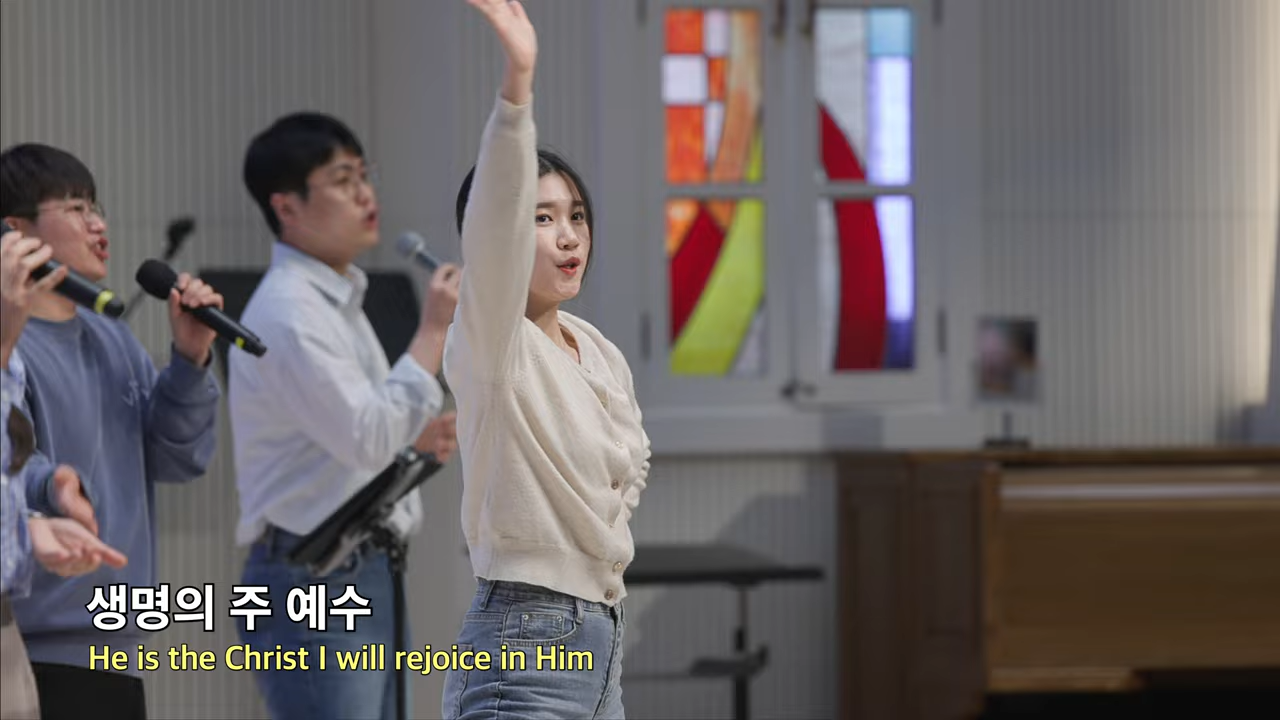 생명의 주 예수
He is the Christ I will rejoice in Him